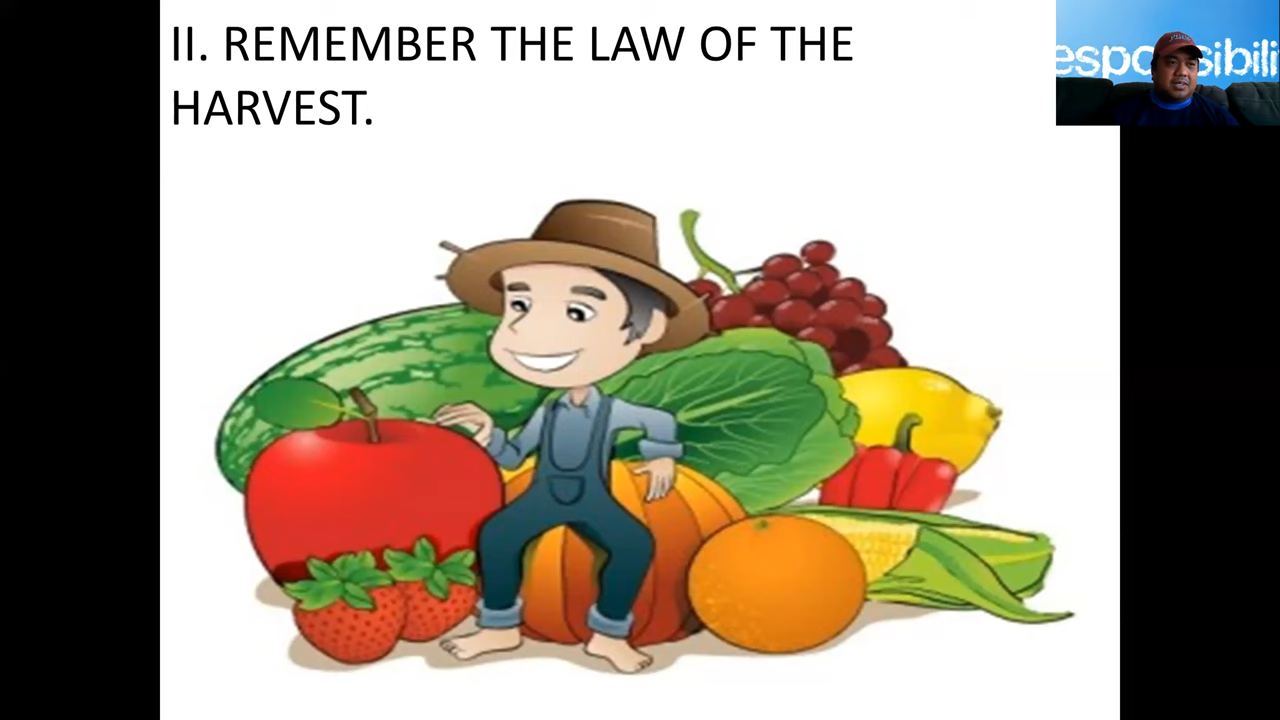 II. REMEMBER THE LAW OF THE
HARVEST.